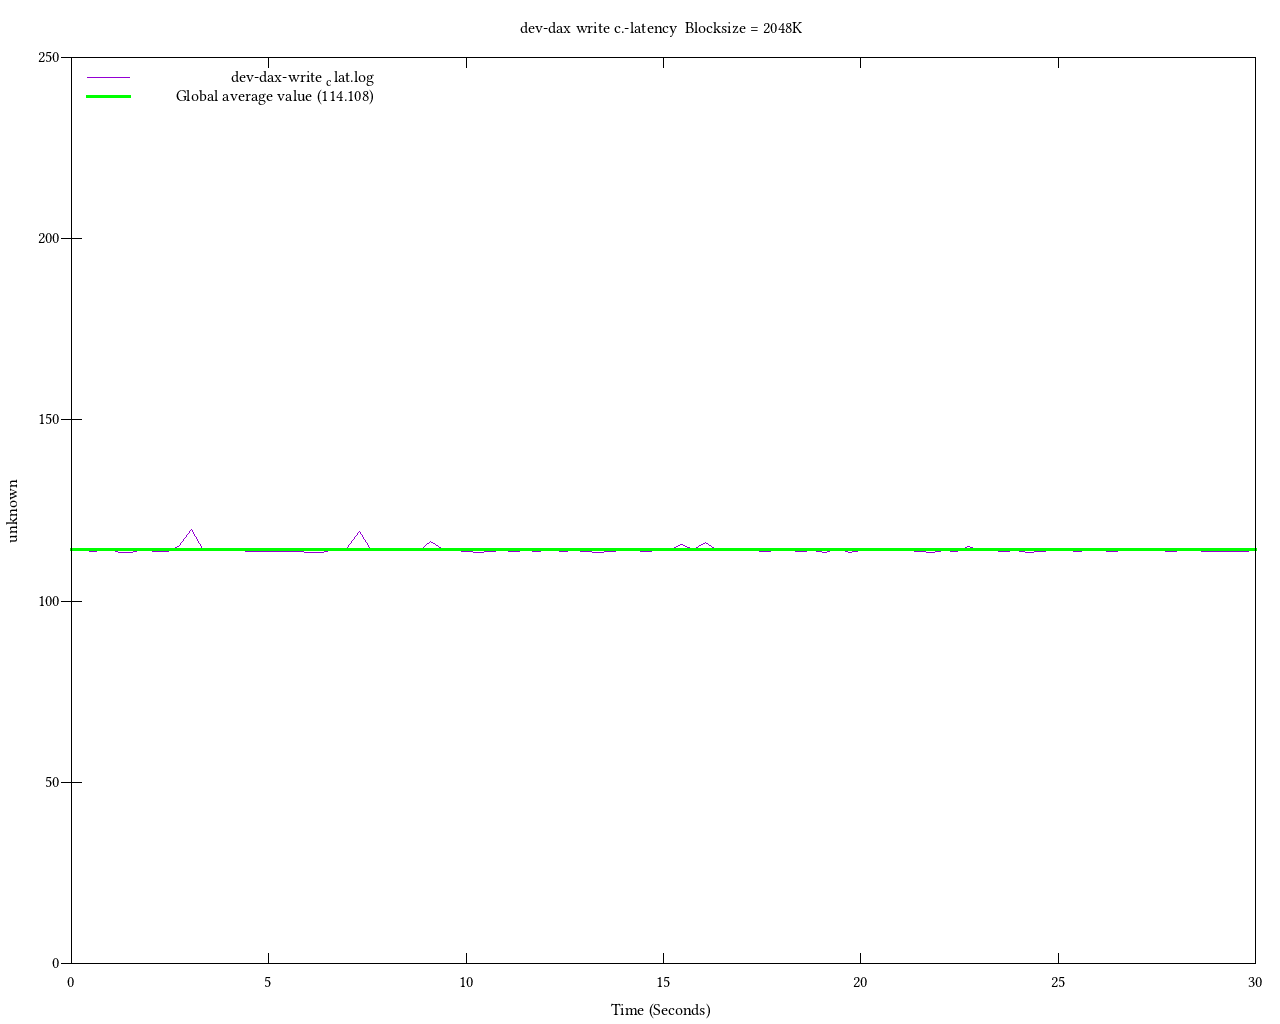 dev-dax write c.-latency  Blocksize = 2048K
250
dev-dax-write c lat.log
Global average value (114.108)
200
150
unknown
100
50
0
0 5 10 15 20 25 30
Time (Seconds)